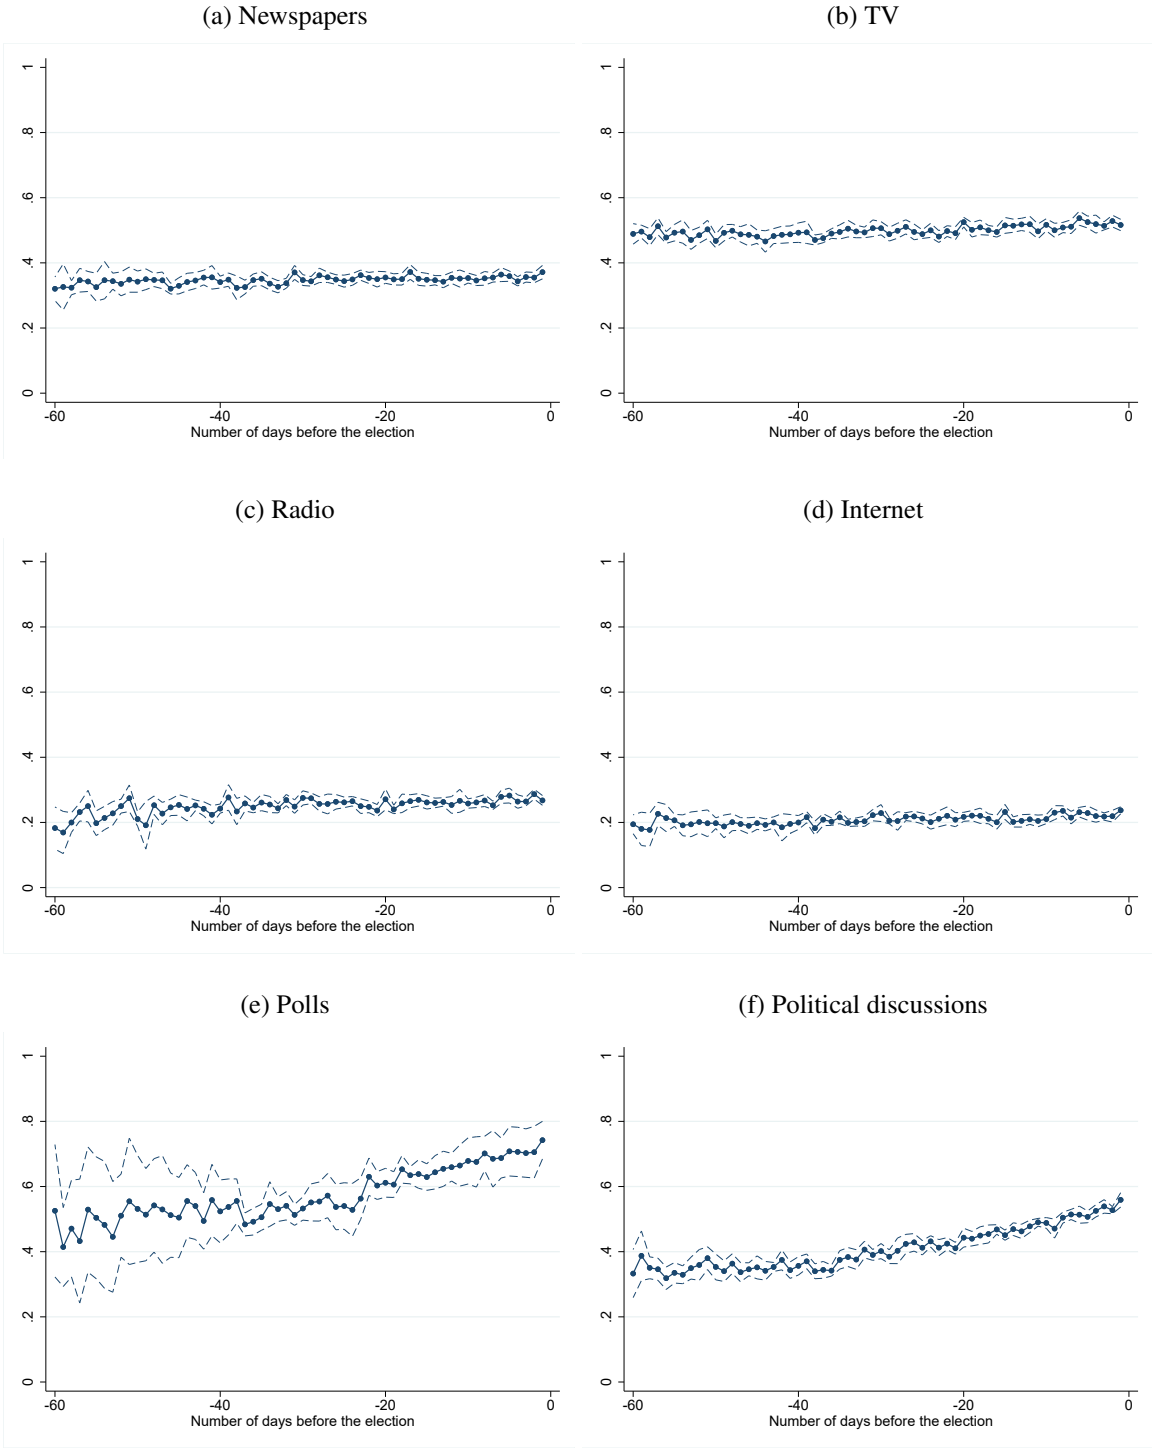 (a) Newspapers
1
.8
.6
.4
.2
0
-60 -40 -20 0
Number of days before the election
(b) TV
1
.8
.6
.4
.2
0
-60 -40 -20 0
Number of days before the election
(c) Radio
1
.8
.6
.4
.2
0
-60 -40 -20 0
Number of days before the election
(d) Internet
1
.8
.6
.4
.2
0
-60 -40 -20 0
Number of days before the election
(e) Polls
1
.8
.6
.4
.2
0
-60 -40 -20 0
Number of days before the election
(f) Political discussions
1
.8
.6
.4
.2
0
-60 -40 -20 0
Number of days before the election